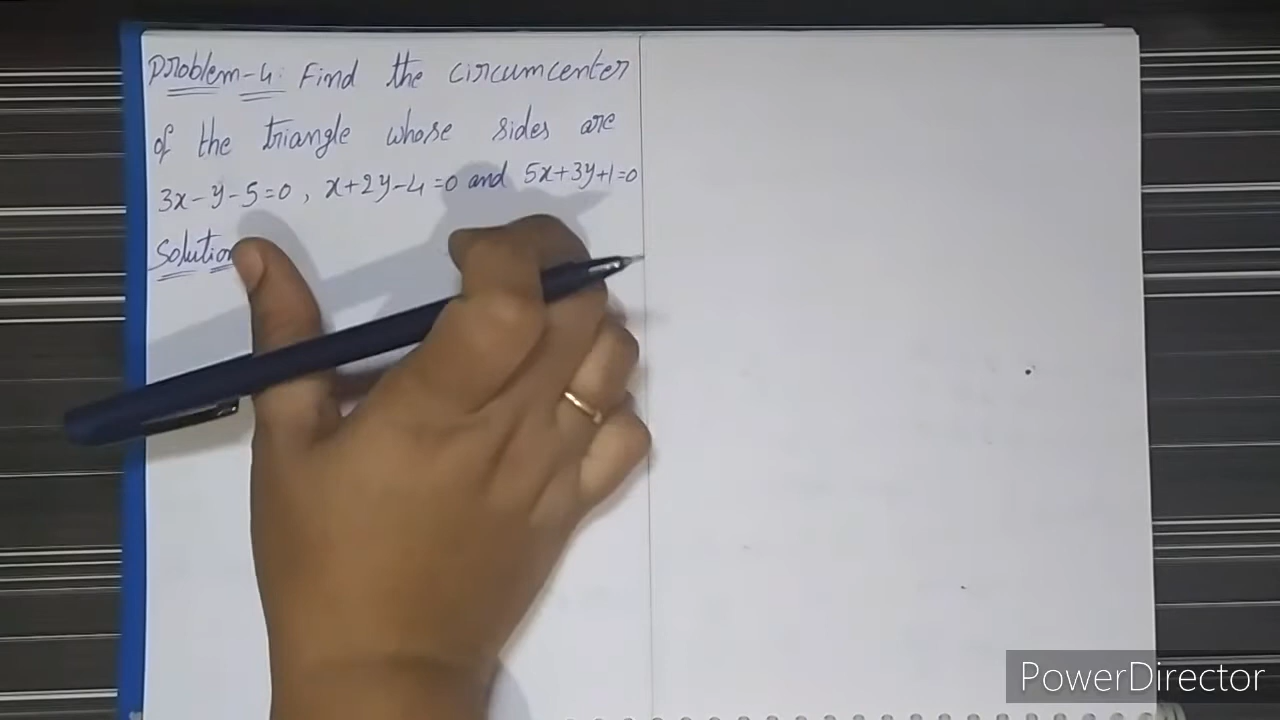 Problem-4: Find the circumcenter
of the triangle whose sides are
3x-y-5=0, x+2y-4=0 and 5x+3y+1=0
Solution
PowerDirector